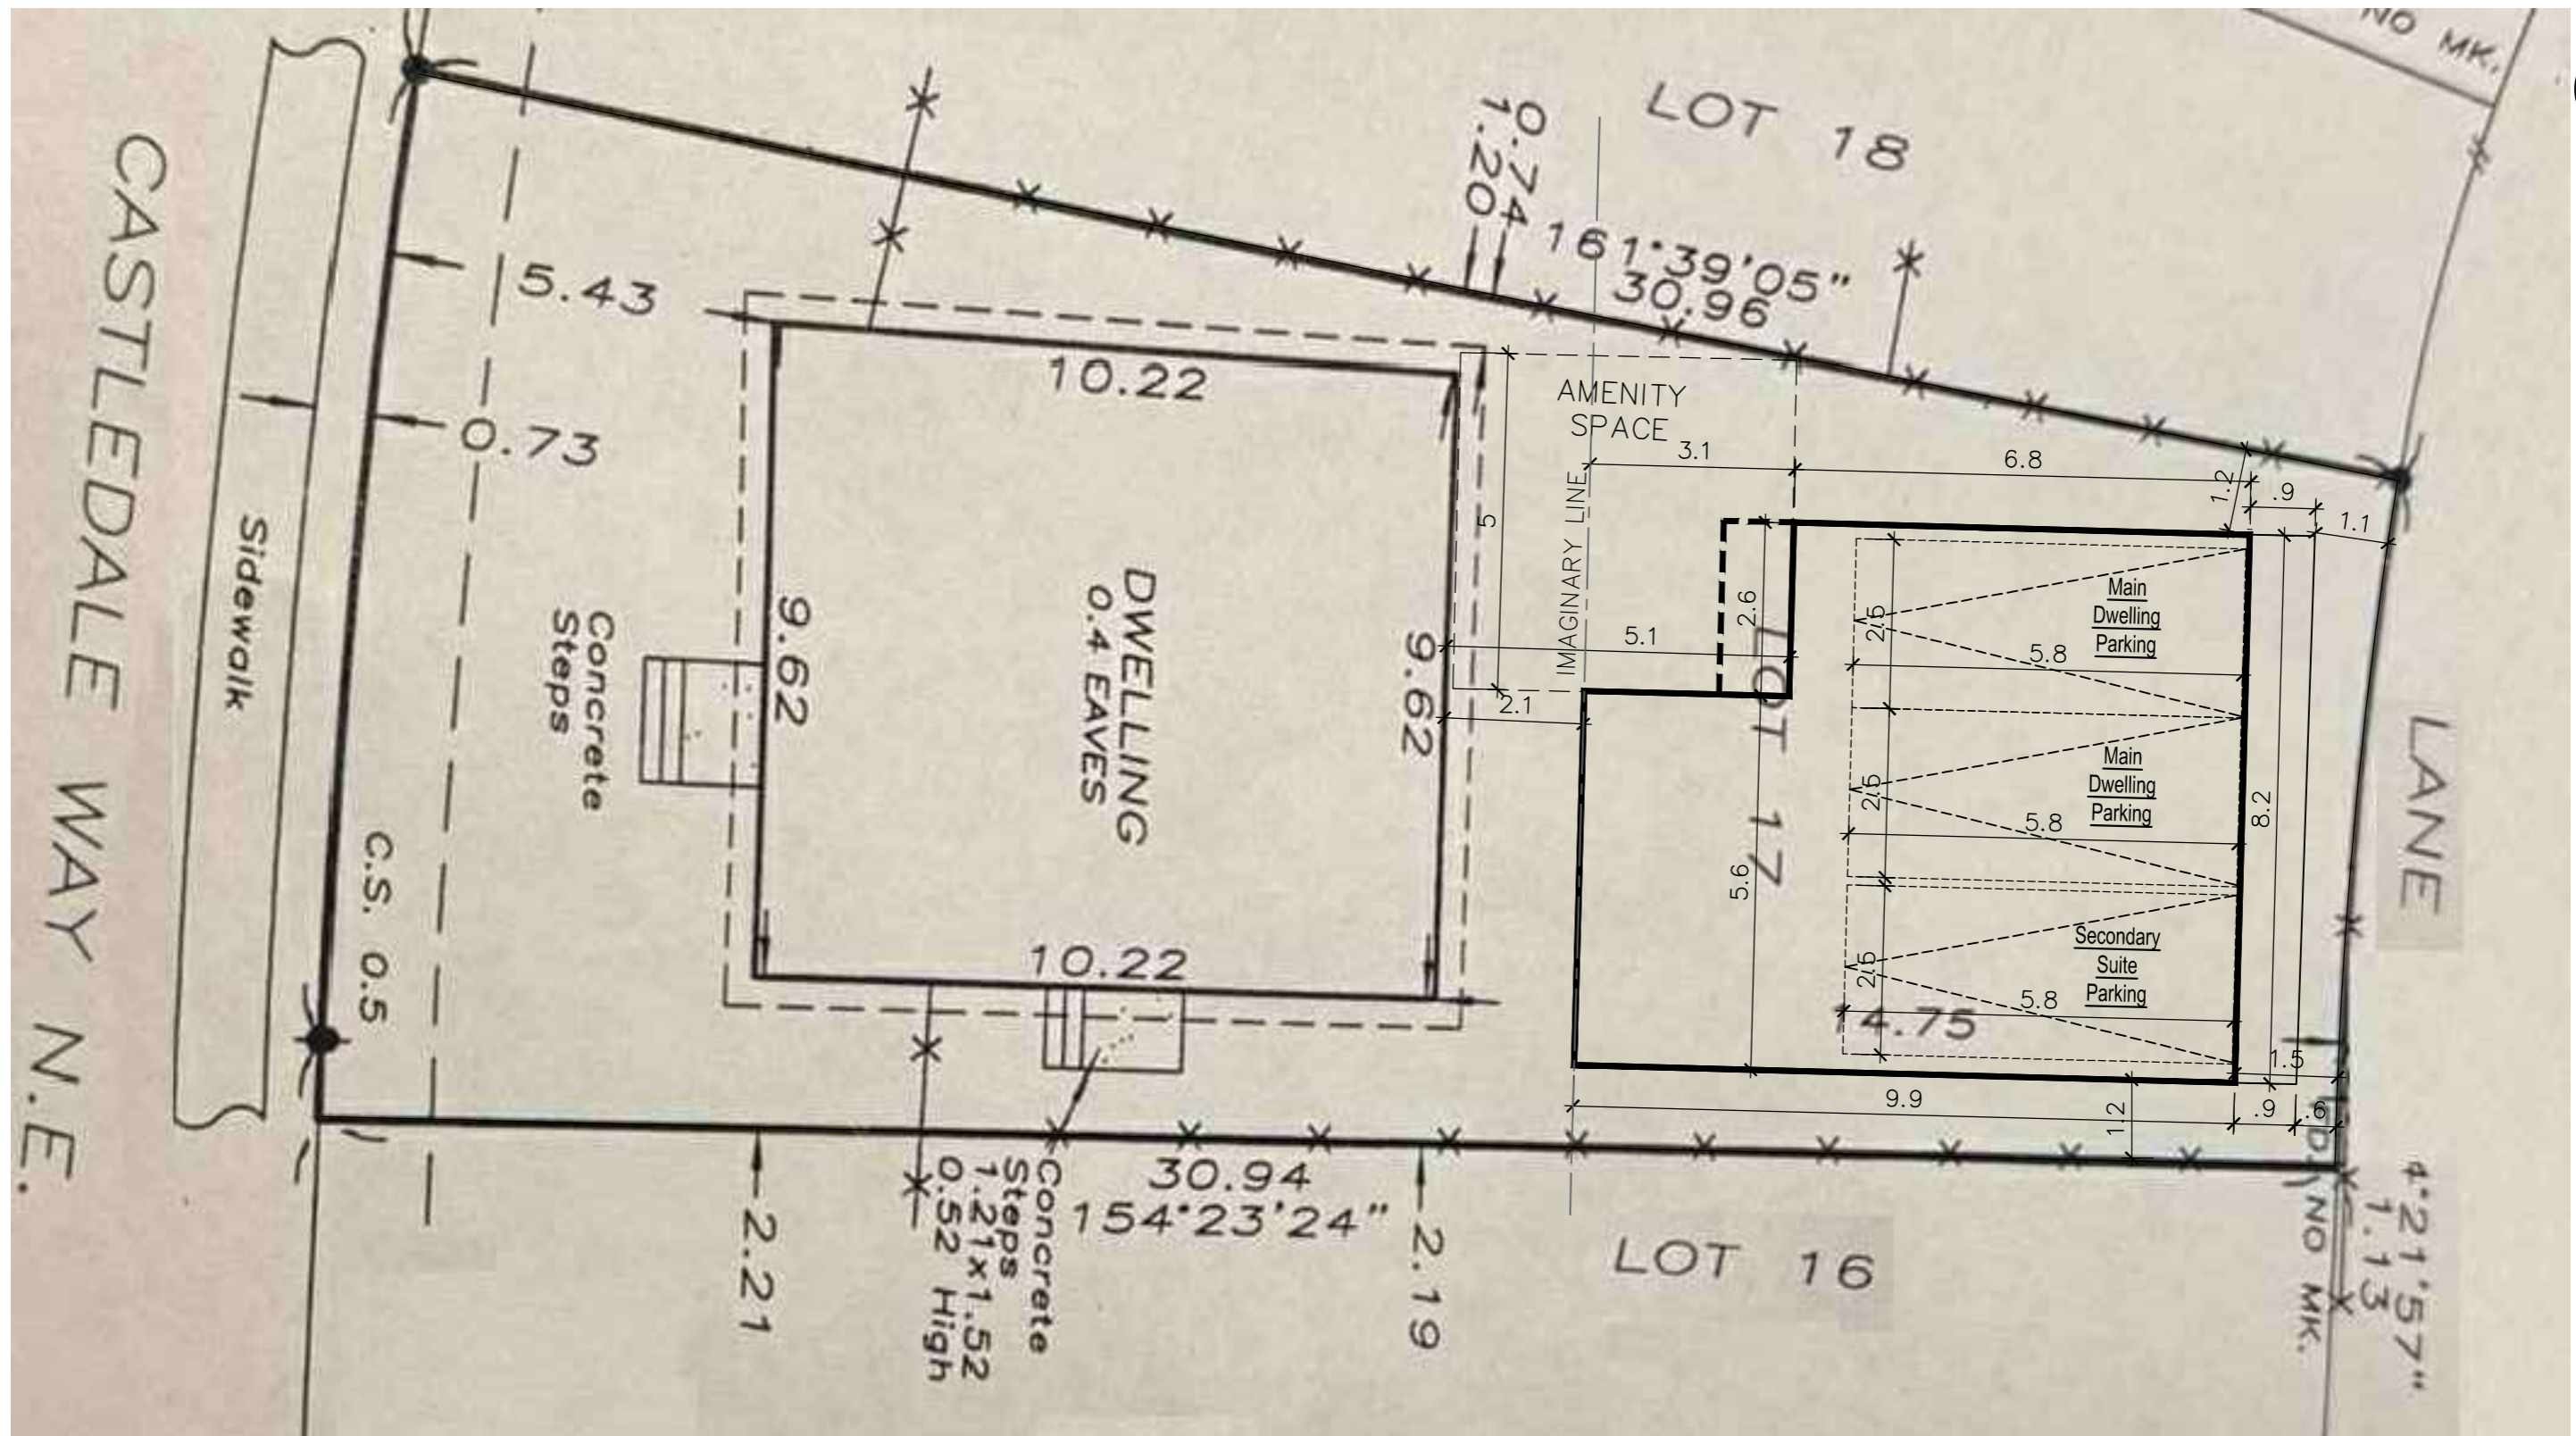 NO MK.
LOT 18
0.74
1.20
161°39'05"
30.96
CASTLEDALE WAY N.E.
Sidewalk
5.43
0.73
C.S. 0.5
10.22
9.62
DWELLING
0.4 EAVES
9.62
10.22
Concrete
Steps
AMENITY
SPACE
IMAGINARY LINE
3.1
6.8
1.2
.9
1.1
5
2.6
5.1
2.1
LOT 17
5.6
2.5
5.8
Main
Dwelling
Parking
2.5
5.8
Main
Dwelling
Parking
2.5
5.8
Secondary
Suite
Parking
8.2
LANE
14.75
1.5
9.9
1.2
.9
.6
Concrete
Steps
1.21x1.52
0.52 High
30.94
154°23'24"
2.21
2.19
LOT 16
NO MK.
4°21'57"
1.13